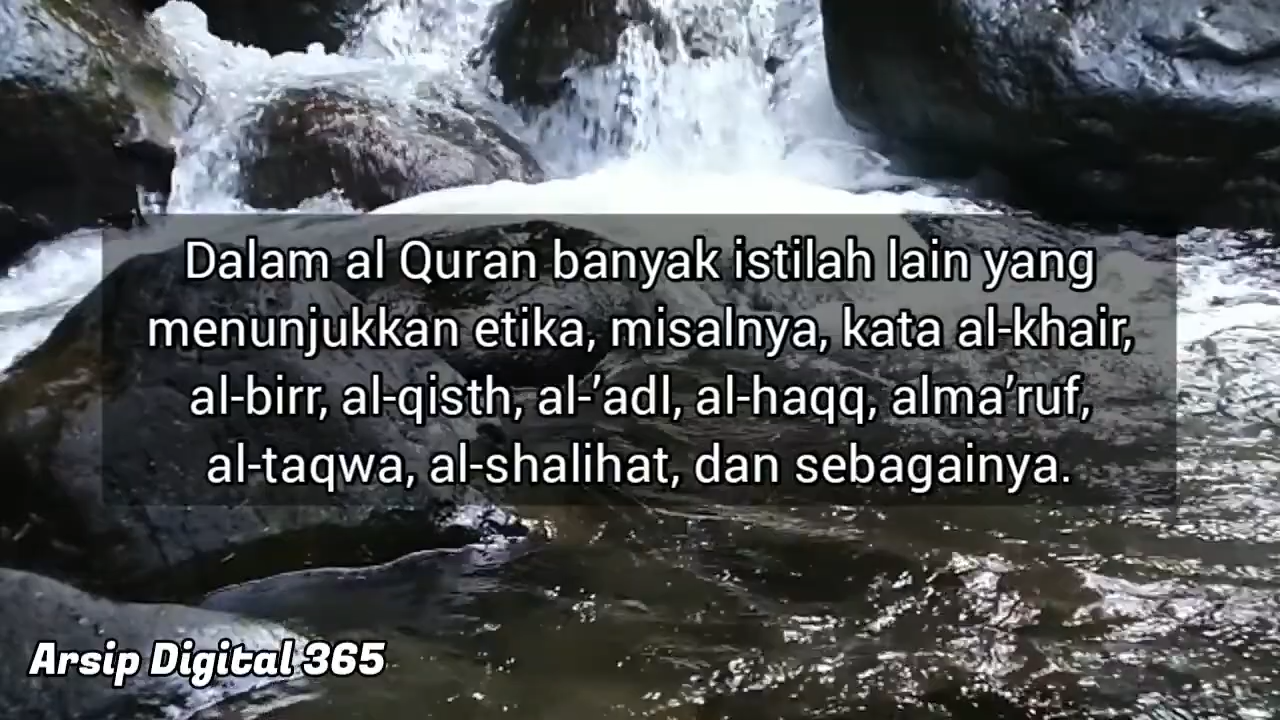 Dalam al Quran banyak istilah lain yang
menunjukkan etika, misalnya, kata al-khair,
al-birr, al-qisth, al-’adl, al-haqq, alma’ruf,
al-taqwa, al-shalihat, dan sebagainya.
Arsip Digital 365